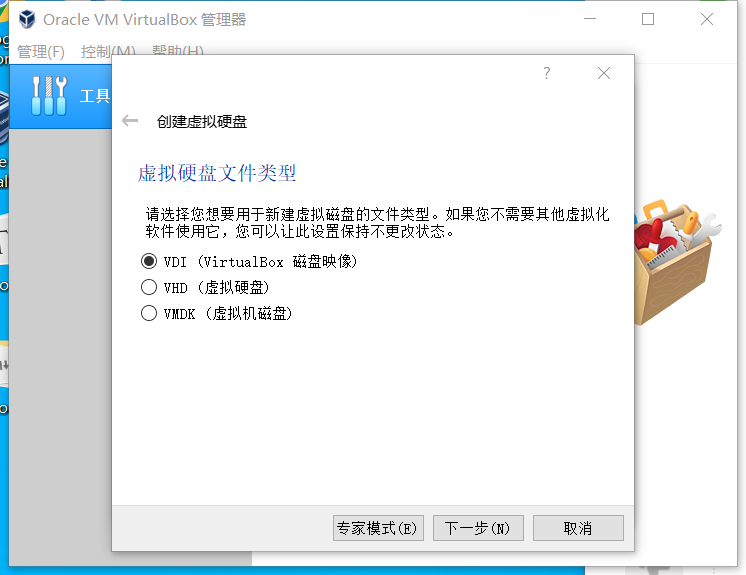 Oracle VM VirtualBox 管理器
管理(F) 控制(M) 帮助(H)
工具
?
创建虚拟硬盘
虚拟硬盘文件类型
请选择您想要用于新建虚拟磁盘的文件类型。如果您不需要其他虚拟化
软件使用它，您可以让此设置保持不更改状态。
VDI (VirtualBox 磁盘映像)
VHD (虚拟硬盘)
VMDK (虚拟机磁盘)
专家模式(E) 下一步(N) 取消